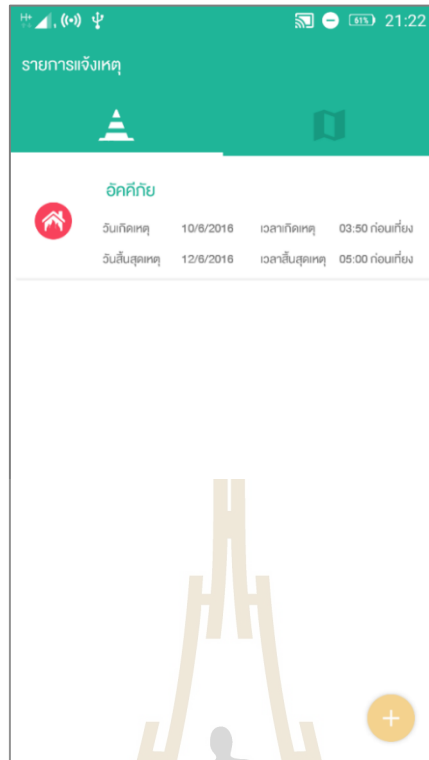 H+ 61% 21:22
รายการแจ้งเหตุ
อัคคีภัย
วันเกิดเหตุ 10/6/2016 เวลาเกิดเหตุ 03:50 ก่อนเที่ยง
วันสิ้นสุดเหตุ 12/6/2016 เวลาสิ้นสุดเหตุ 05:00 ก่อนเที่ยง